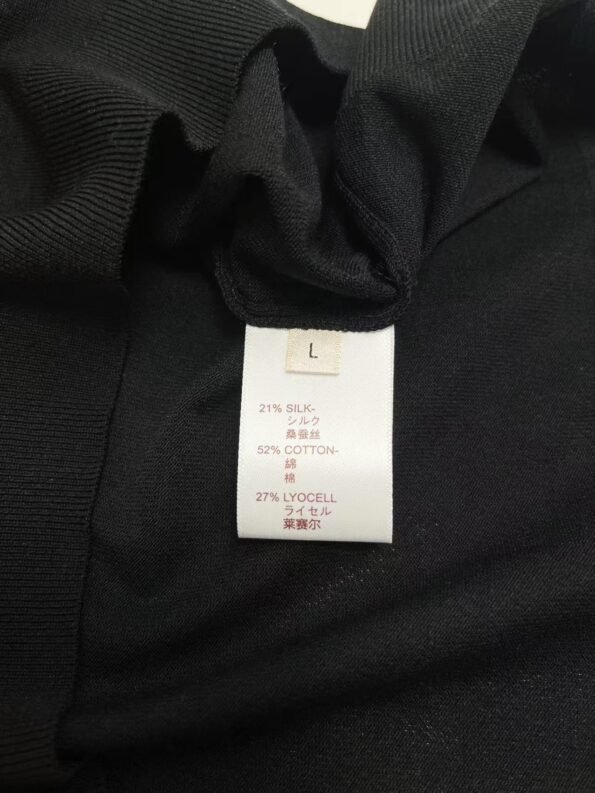 L
21% SILK-
シルク
桑蚕丝
52% COTTON-
綿
棉
27% LYOCELL
ライセル
莱赛尔